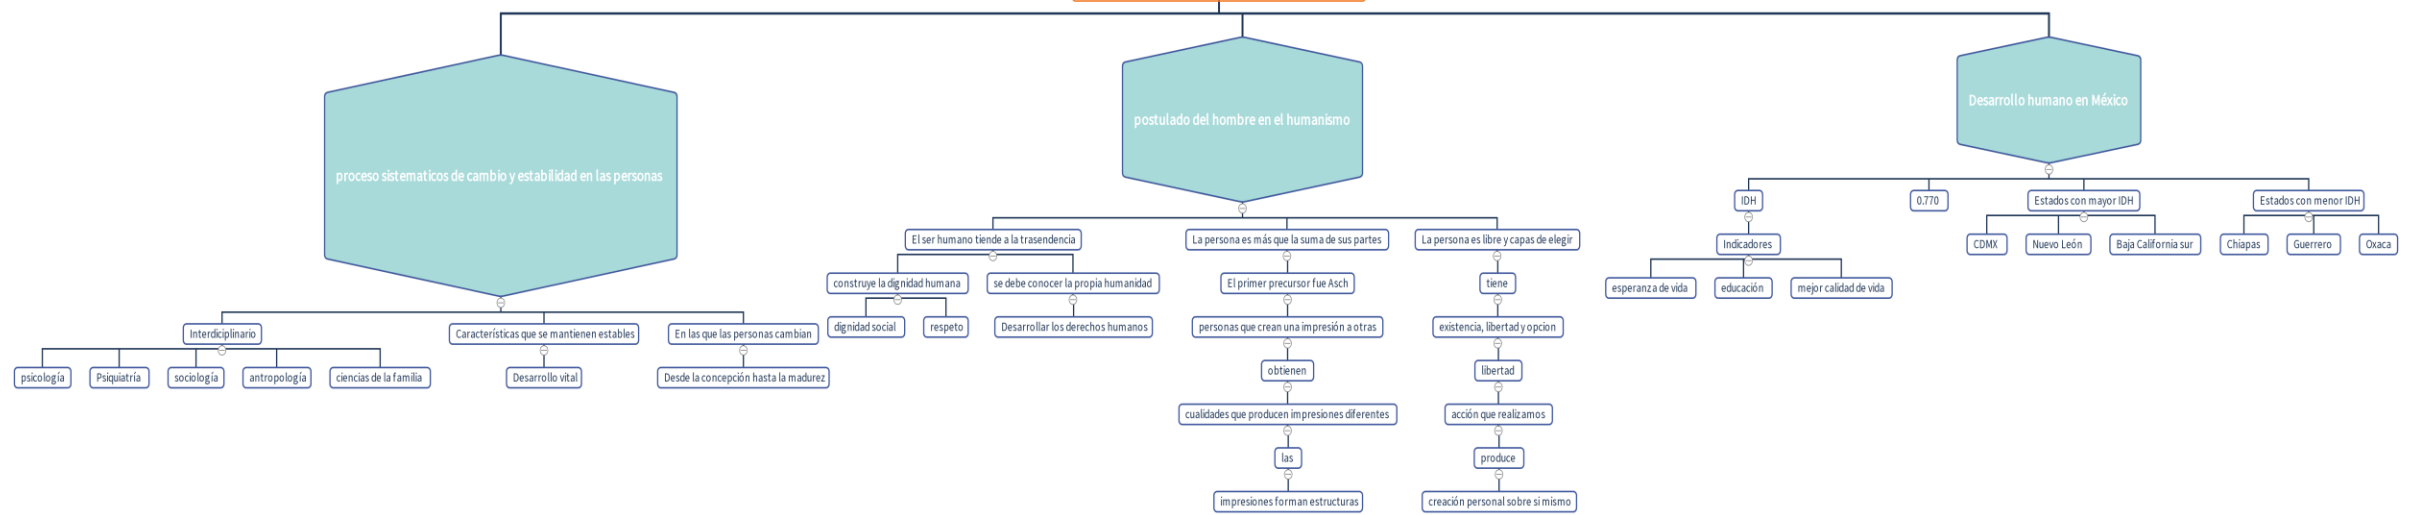 proceso sistematicos de cambio y estabilidad en las personas
Interdiciplinario
psicología
Psiquiatría
sociología
antropología
ciencias de la familia
Características que se mantienen estables
Desarrollo vital
En las que las personas cambian
Desde la concepción hasta la madurez
postulado del hombre en el humanismo
El ser humano tiende a la trasendencia
construye la dignidad humana
dignidad social
respeto
se debe conocer la propia humanidad
Desarrollar los derechos humanos
La persona es más que la suma de sus partes
El primer precursor fue Asch
personas que crean una impresión a otras
obtienen
cualidades que producen impresiones diferentes
las
impresiones forman estructuras
La persona es libre y capas de elegir
tiene
existencia, libertad y opcion
libertad
acción que realizamos
produce
creación personal sobre si mismo
Desarrollo humano en México
IDH
Indicadores
esperanza de vida
educación
mejor calidad de vida
0.770
Estados con mayor IDH
CDMX
Nuevo León
Baja California sur
Estados con menor IDH
Chiapas
Guerrero
Oxaca